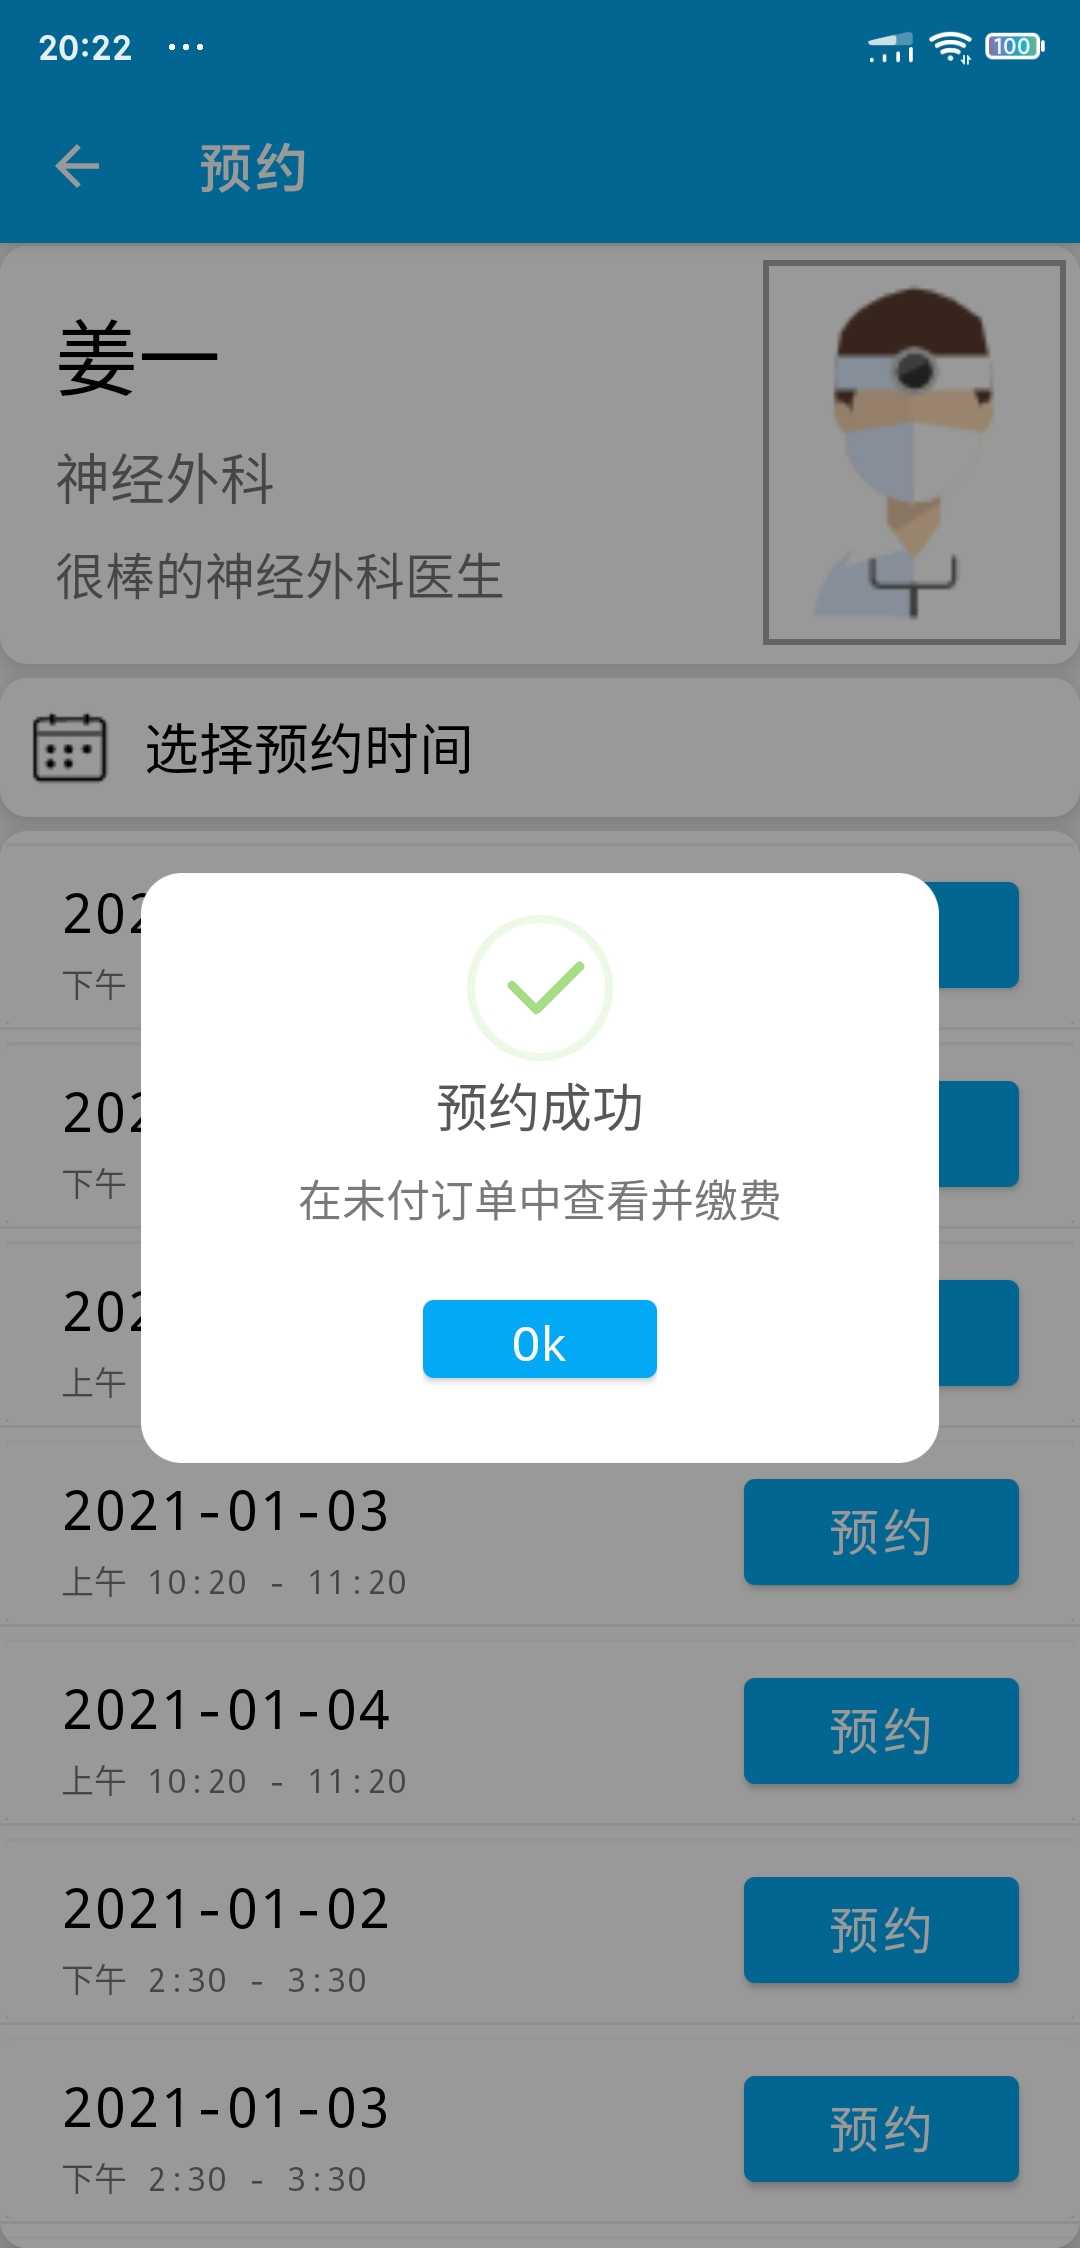 20:22 ... 100
预约
姜一
神经外科
很棒的神经外科医生
选择预约时间
下午
下午
上午
预约成功
在未付订单中查看并缴费
Ok
2021-01-03
上午 10:20 - 11:20
预约
2021-01-04
上午 10:20 - 11:20
预约
2021-01-02
下午 2:30 - 3:30
预约
2021-01-03
下午 2:30 - 3:30
预约